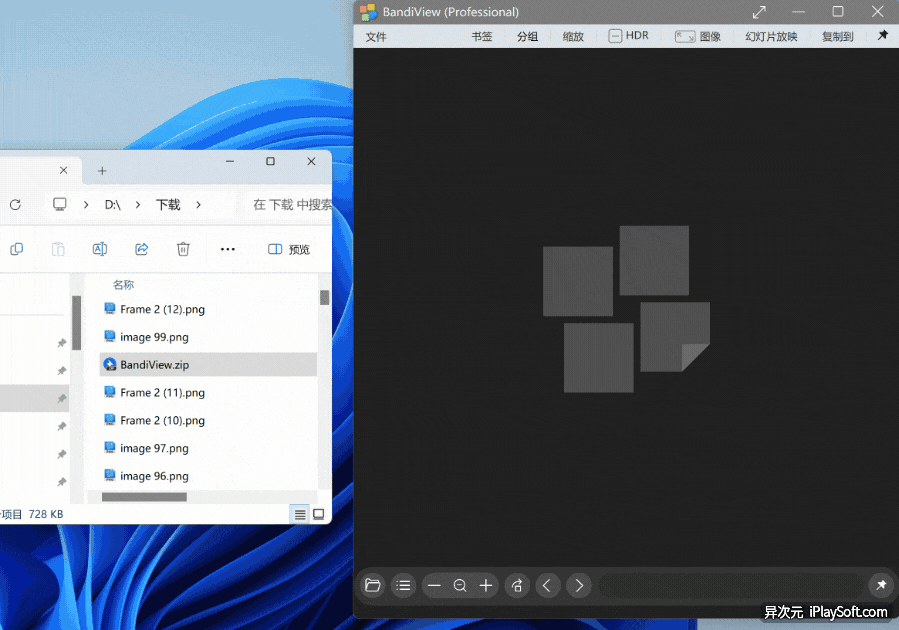 BandiView (Professional)
文件 书签 分组 缩放 HDR 图像 幻灯片放映 复制到
D:\ 下载 在 下载 中搜索
预览
名称
Frame 2 (12).png
image 99.png
BandiView.zip
Frame 2 (11).png
Frame 2 (10).png
image 97.png
image 96.png
项目 728 KB
异次元 iPlaySoft.com